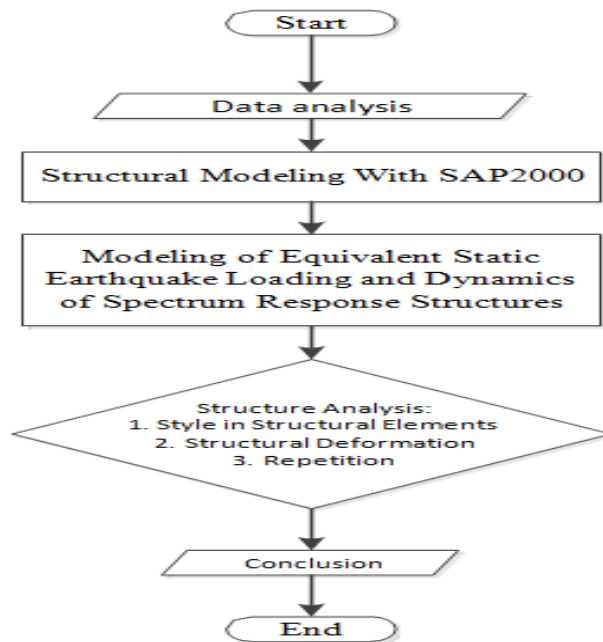 Start
Data analysis
Structural Modeling With SAP2000
Modeling of Equivalent Static
Earthquake Loading and Dynamics
of Spectrum Response Structures
Structure Analysis:
1. Style in Structural Elements
2. Structural Deformation
3. Repetition
Conclusion
End